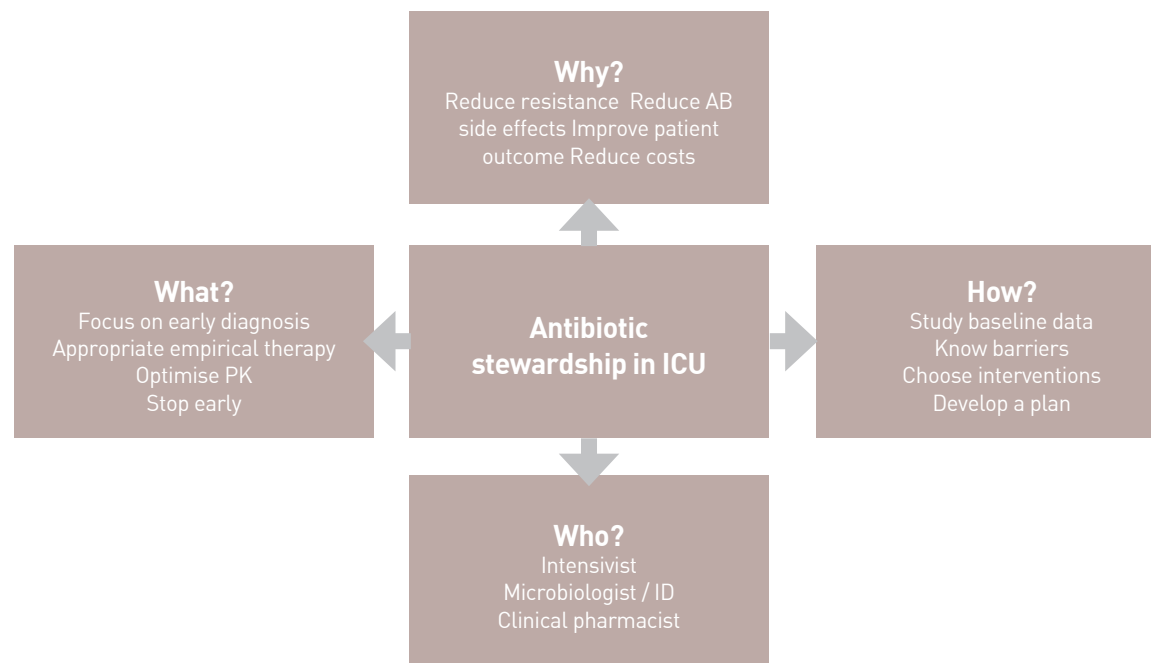 Why?
Reduce resistance  Reduce AB
side effects Improve patient
outcome Reduce costs
What?
Focus on early diagnosis
Appropriate empirical therapy
Optimise PK
Stop early
Antibiotic
stewardship in ICU
How?
Study baseline data
Know barriers
Choose interventions
Develop a plan
Who?
Intensivist
Microbiologist / ID
Clinical pharmacist